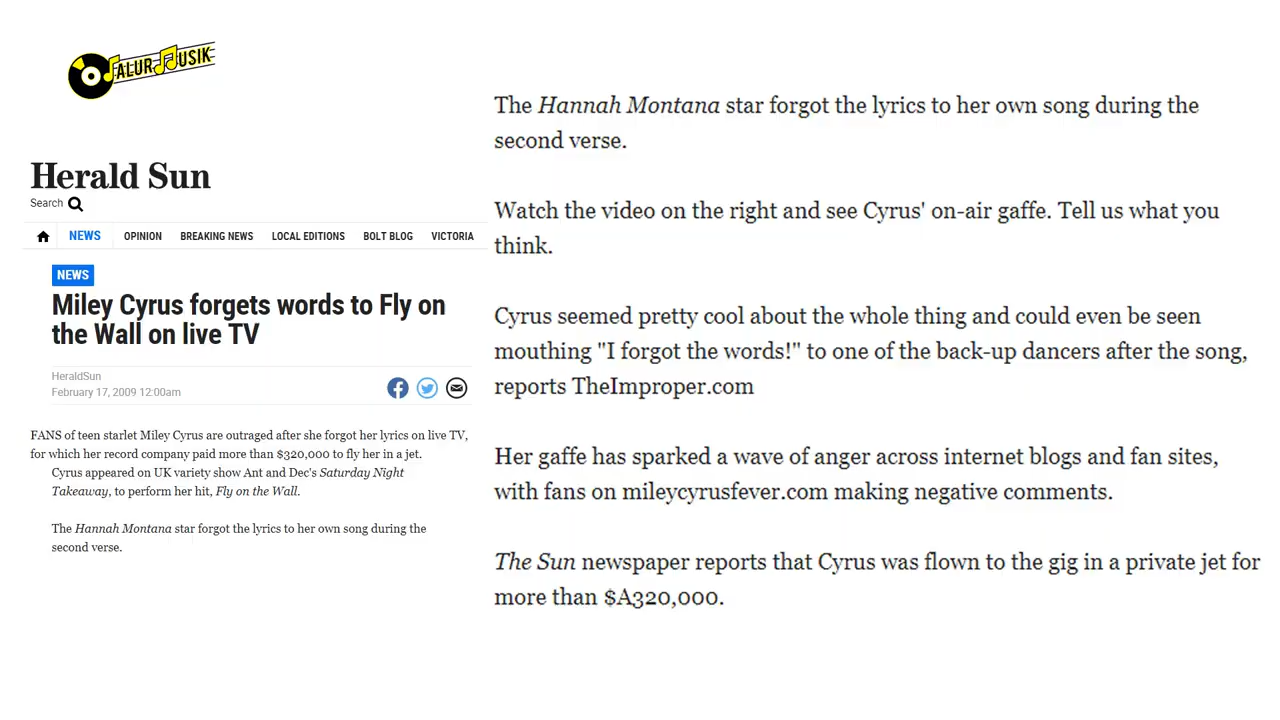 ALUR MUSIK
Herald Sun
Search
NEWS OPINION BREAKING NEWS LOCAL EDITIONS BOLT BLOG VICTORIA
NEWS
Miley Cyrus forgets words to Fly on
the Wall on live TV
HeraldSun
February 17, 2009 12:00am
FANS of teen starlet Miley Cyrus are outraged after she forgot her lyrics on live TV,
for which her record company paid more than $320,000 to fly her in a jet.
Cyrus appeared on UK variety show Ant and Dec's Saturday Night
Takeaway, to perform her hit, Fly on the Wall.
The Hannah Montana star forgot the lyrics to her own song during the
second verse.
The Hannah Montana star forgot the lyrics to her own song during the
second verse.
Watch the video on the right and see Cyrus' on-air gaffe. Tell us what you
think.
Cyrus seemed pretty cool about the whole thing and could even be seen
mouthing "I forgot the words!" to one of the back-up dancers after the song,
reports TheImproper.com
Her gaffe has sparked a wave of anger across internet blogs and fan sites,
with fans on mileycyrusfever.com making negative comments.
The Sun newspaper reports that Cyrus was flown to the gig in a private jet for
more than $A320,000.